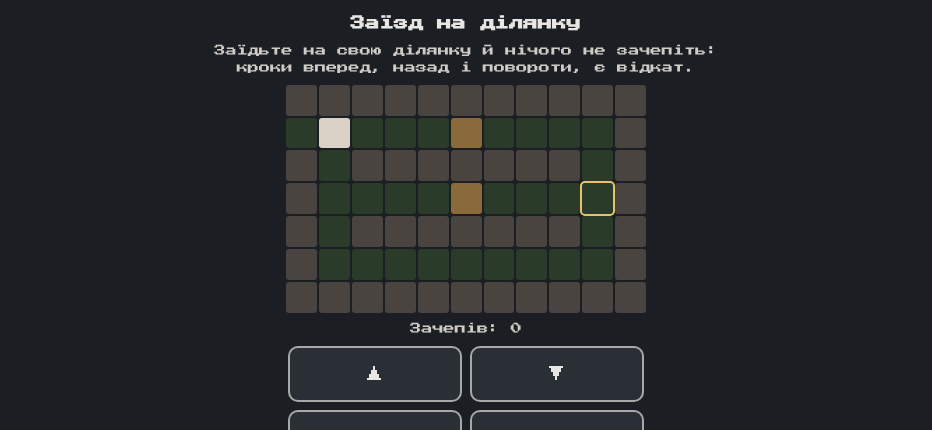 Заїзд на ділянку
Заїдьте на свою ділянку й нічого не зачепіть:
кроки вперед, назад і повороти, є відкат.
Зачепів: 0
▲ ▼